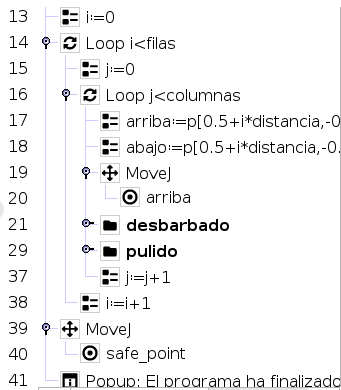 13 i:=0
14 Loop i<filas
15 j:=0
16 Loop j<columnas
17 arriba:=p[0.5+i*distancia,-0
18 abajo:=p[0.5+i*distancia,-0.
19 MoveJ
20 arriba
21 desbarbado
29 pulido
37 j:=j+1
38 i:=i+1
39 MoveJ
40 safe_point
41 Popup: El programa ha finalizado